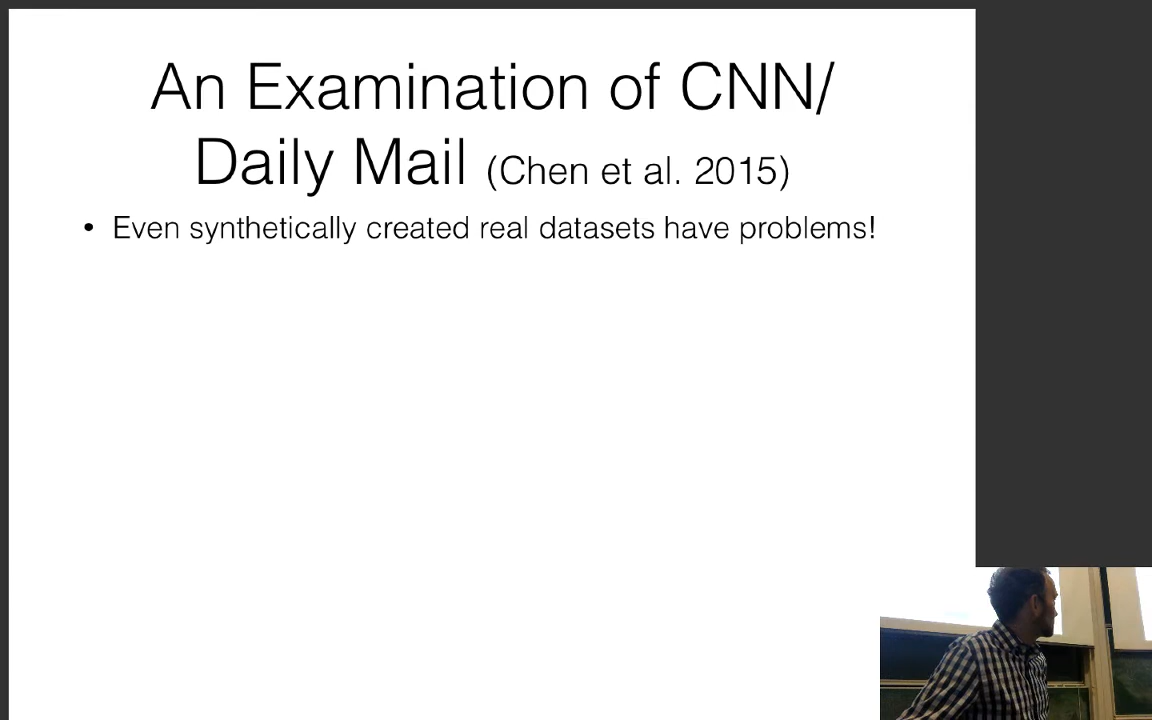 An Examination of CNN/
Daily Mail (Chen et al. 2015)
• Even synthetically created real datasets have problems!